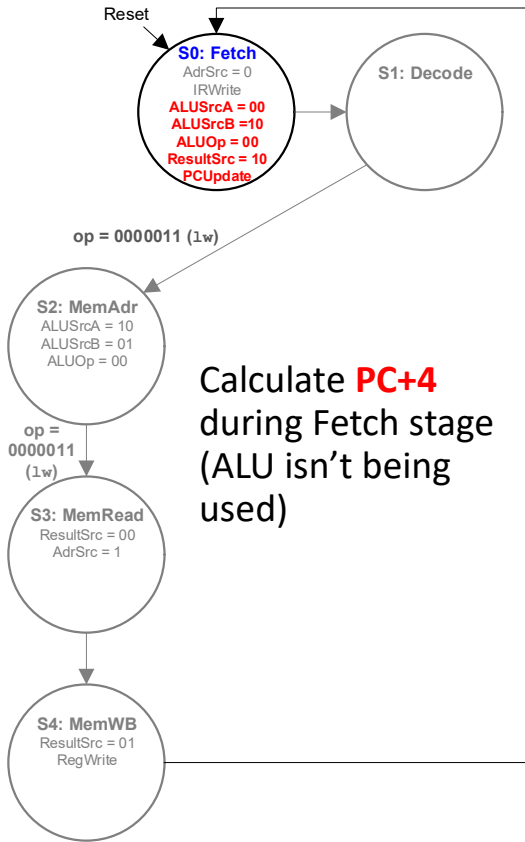 Reset
S0: Fetch
AdrSrc = 0
IRWrite
ALUSrcA = 00
ALUSrcB =10
ALUOp = 00
ResultSrc = 10
PCUpdate
S1: Decode
op = 0000011 (lw)
S2: MemAdr
ALUSrcA = 10
ALUSrcB = 01
ALUOp = 00
Calculate PC+4
during Fetch stage
(ALU isn’t being
used)
op =
0000011
(lw)
S3: MemRead
ResultSrc = 00
AdrSrc = 1
S4: MemWB
ResultSrc = 01
RegWrite